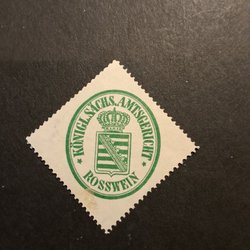 KÖNIGL. SÄCHS. AMTSGERICHT
* ROSSWEIN *